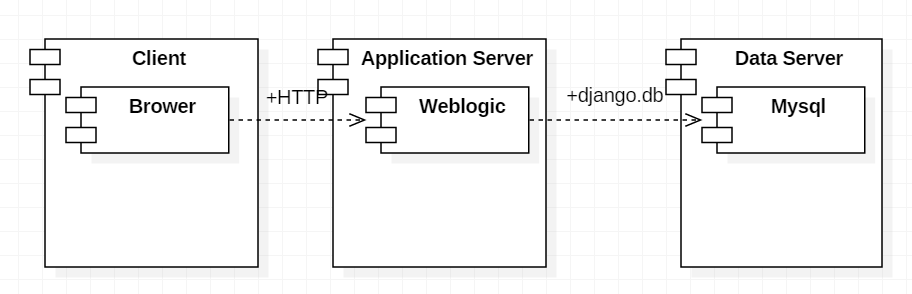 Client
Application Server
Data Server
+HTTP
+django.db
Brower
Weblogic
Mysql